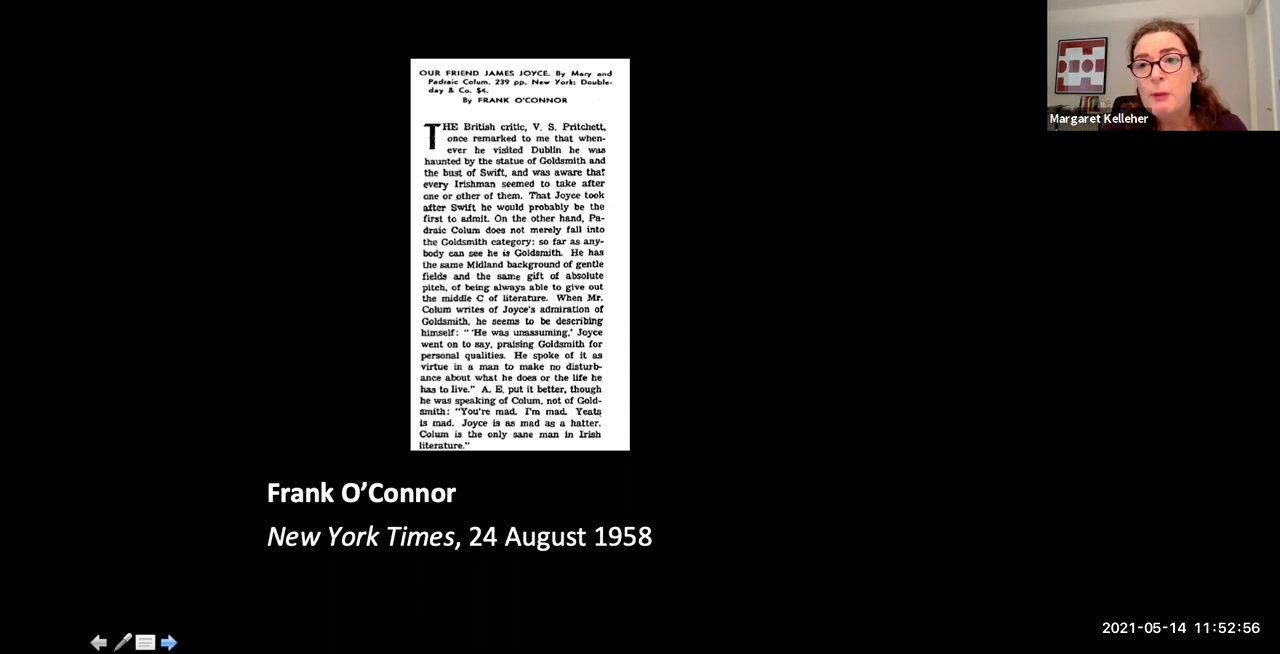 OUR FRIEND JAMES JOYCE. By Mary and
Padraic Colum. 239 pp. New York: Double-
day & Co. $4.
By FRANK O'CONNOR
THE British critic, V. S. Pritchett,
once remarked to me that when-
ever he visited Dublin he was
haunted by the statue of Goldsmith and
the bust of Swift, and was aware that
every Irishman seemed to take after
one or other of them. That Joyce took
after Swift he would probably be the
first to admit. On the other hand, Pa-
draic Colum does not merely fall into
the Goldsmith category: so far as any-
body can see he is Goldsmith. He has
the same Midland background of gentle
fields and the same gift of absolute
pitch, of being always able to give out
the middle C of literature. When Mr.
Colum writes of Joyce's admiration of
Goldsmith, he seems to be describing
himself: "'He was unassuming,' Joyce
went on to say, praising Goldsmith for
personal qualities. He spoke of it as
virtue in a man to make no disturb-
ance about what he does or the life he
has to live." A. E. put it better, though
he was speaking of Colum, not of Gold-
smith: "You're mad. I'm mad. Yeats
is mad. Joyce is as mad as a hatter.
Colum is the only sane man in Irish
literature."
Frank O'Connor
New York Times, 24 August 1958
Margaret Kelleher
2021-05-14 11:52:56